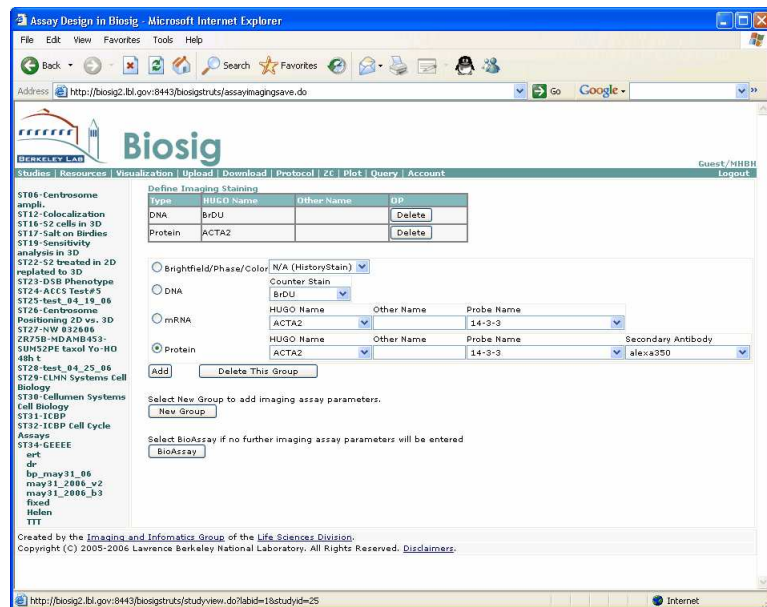 Assay Design in Biosig - Microsoft Internet Explorer
File Edit View Favorites Tools Help
Back Search Favorites
Address http://biosig2.lbl.gov:8443/biosigstruts/assayimagingsave.do Go Google
BERKELEY LAB
Biosig
Guest/MHBH
Studies | Resources | Visualization | Upload | Download | Protocol | ZC | Plot | Query | Account Logout
ST06-Centrosome
ampli.
ST12-Colocalization
ST16-S2 cells in 3D
ST17-Salt on Birdies
ST19-Sensitivity
analysis in 3D
ST22-S2 treated in 2D
replated to 3D
ST23-DSB Phenotype
ST24-ACCS Test#5
ST25-test_04_19_06
ST26-Centrosome
Positioning 2D vs. 3D
ST27-NW 032606
ZR75B-MDAMB453-
SUM52PE taxol Yo-HO
48h t
ST28-test_04_25_06
ST29-CLMN Systems Cell
Biology
ST30-Cellumen Systems
Cell Biology
ST31-ICBP
ST32-ICBP Cell Cycle
Assays
ST34-GEEEE
ert
dr
bp_may31_06
may31_2006_v2
may31_2006_b3
fixed
Helen
TTT
Define Imaging Staining
Type HUGO Name Other Name OP
DNA BrDU Delete
Protein ACTA2 Delete
Brightfield/Phase/Color N/A (HistoryStain)
Counter Stain
DNA BrDU
HUGO Name Other Name Probe Name
mRNA ACTA2 14-3-3
HUGO Name Other Name Probe Name Secondary Antibody
Protein ACTA2 14-3-3 alexa350
Add Delete This Group
Select New Group to add imaging assay parameters.
New Group
Select BioAssay if no further imaging assay parameters will be entered
BioAssay
Created by the Imaging and Infomatics Group of the Life Sciences Division.
Copyright (C) 2005-2006 Lawrence Berkeley National Laboratory. All Rights Reserved. Disclaimers.
http://biosig2.lbl.gov:8443/biosigstruts/studyview.do?labid=1&studyid=25 Internet